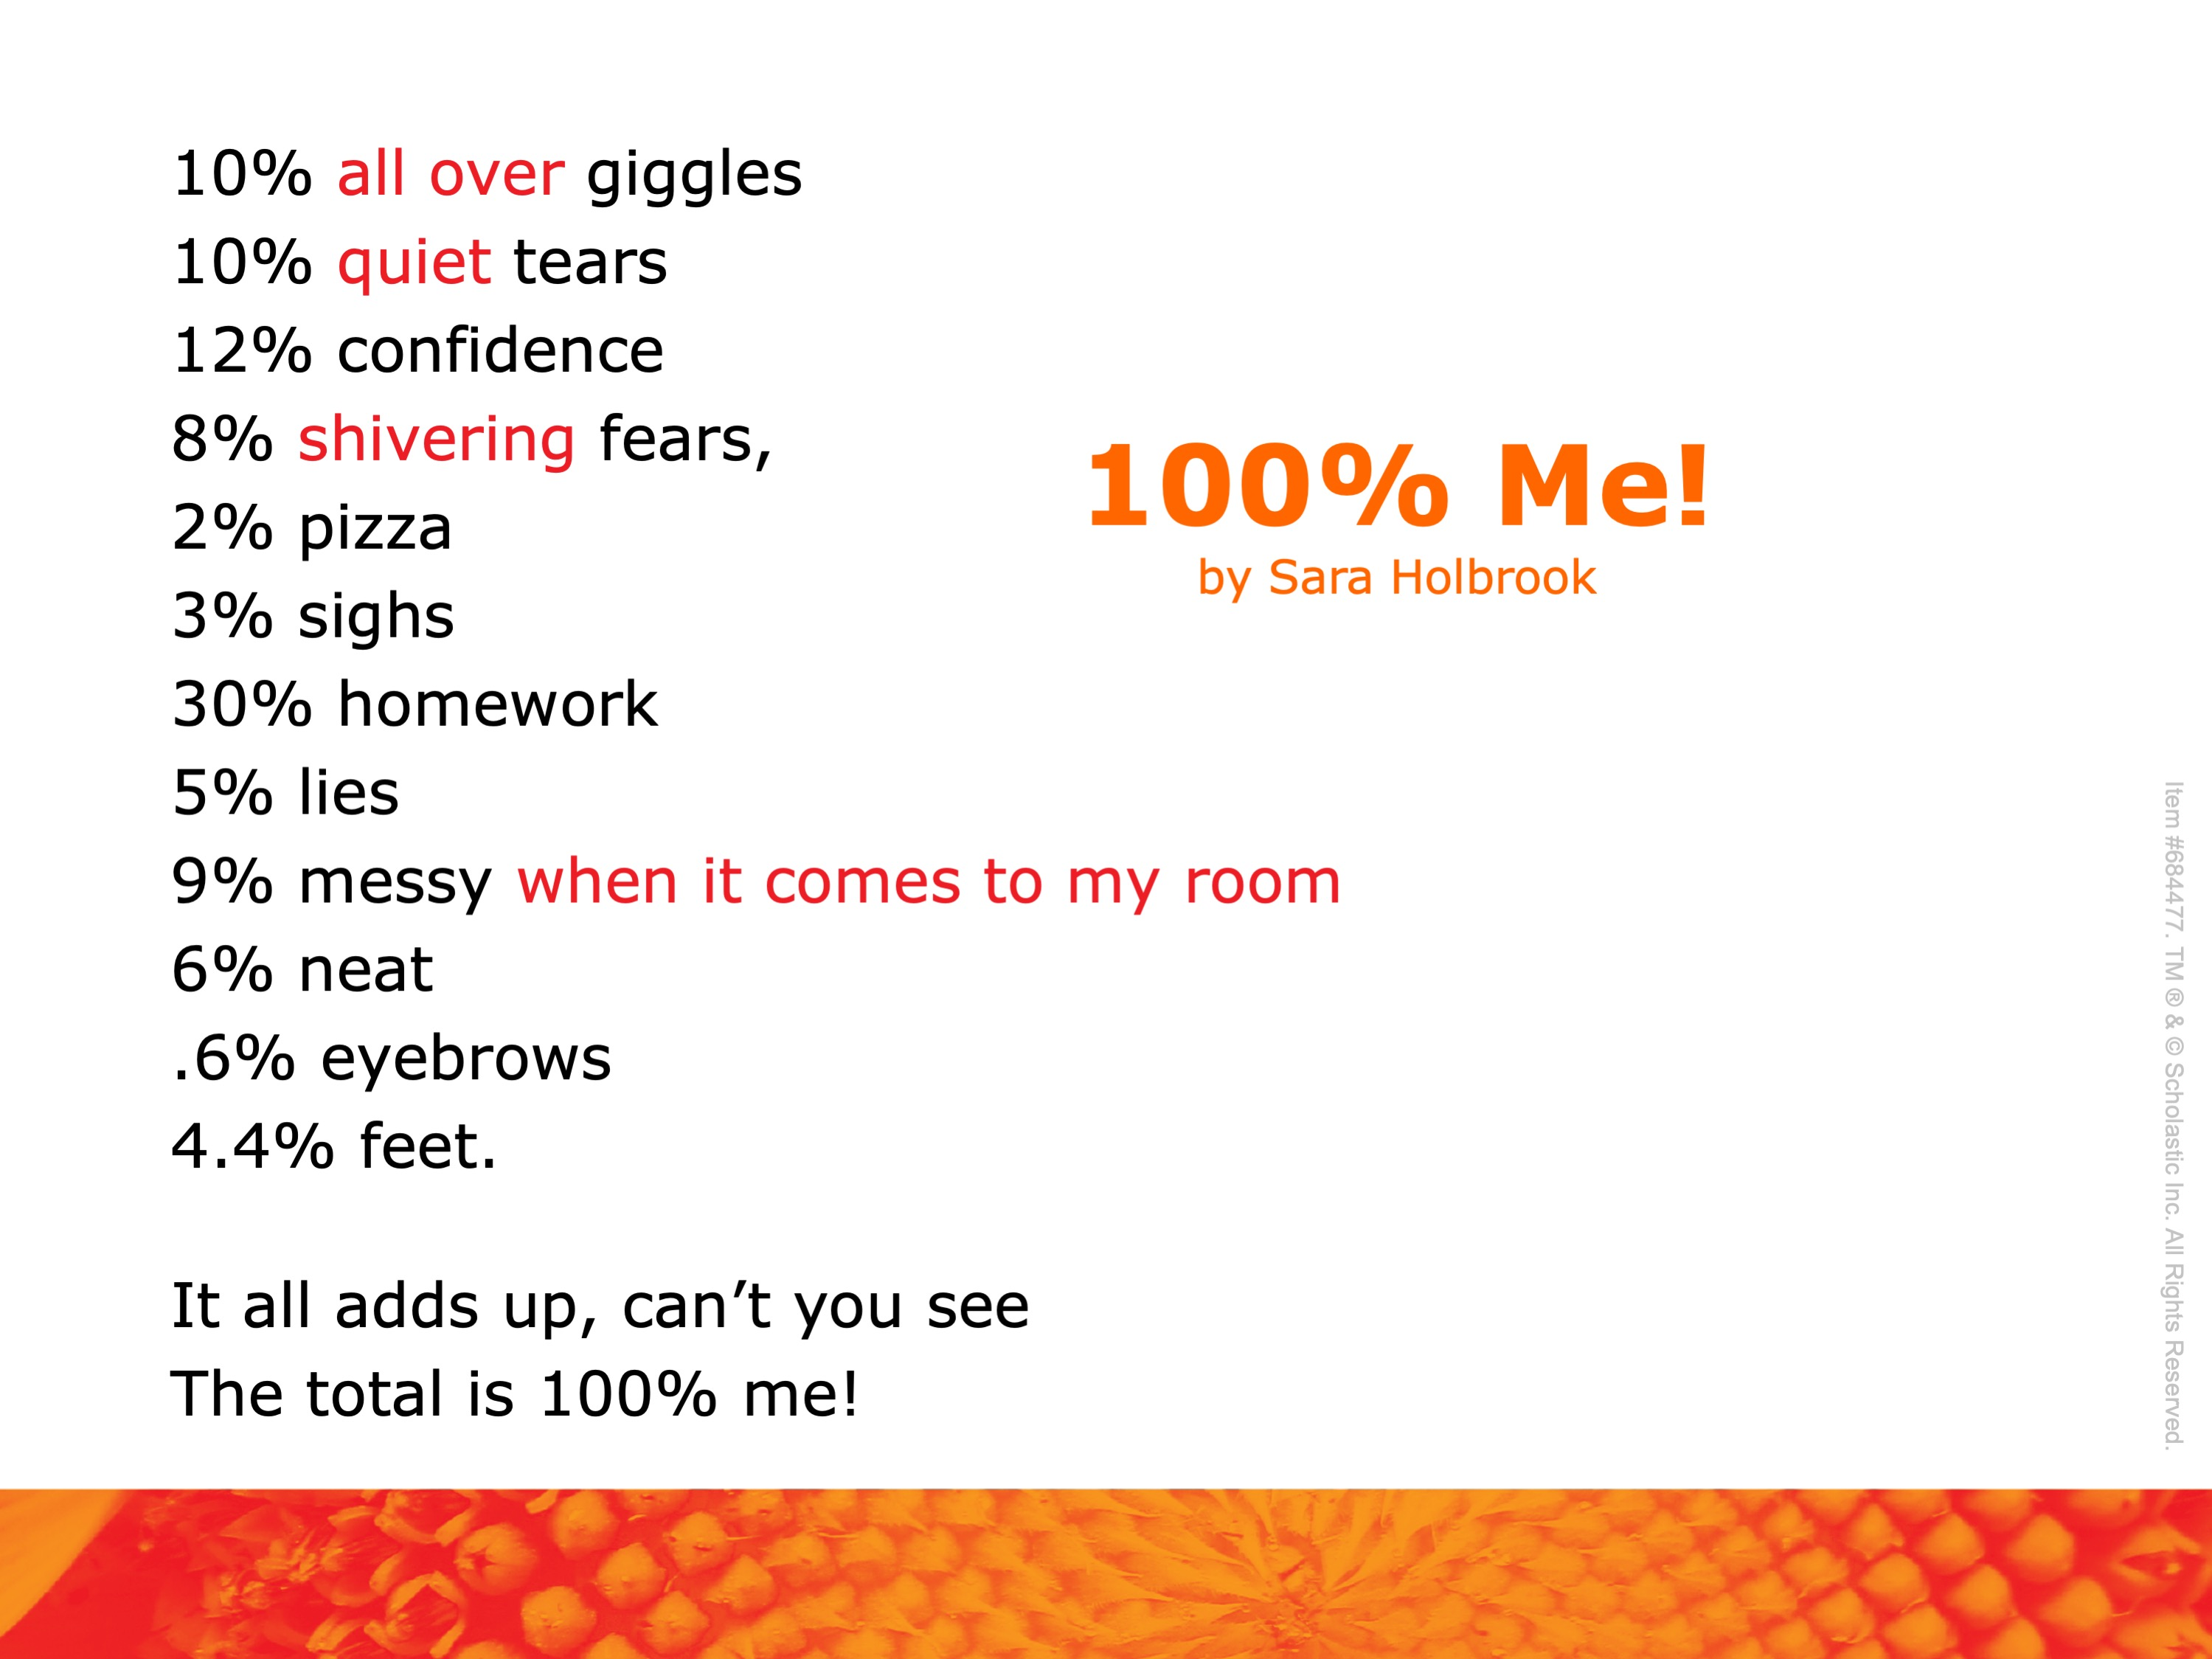 10% all over giggles
10% quiet tears
12% confidence
8% shivering fears,
2% pizza
3% sighs
30% homework
5% lies
9% messy when it comes to my room
6% neat
.6% eyebrows
4.4% feet.
It all adds up, can’t you see
The total is 100% me!
100% Me!
by Sara Holbrook
Item #684477. TM ® & © Scholastic Inc. All Rights Reserved.